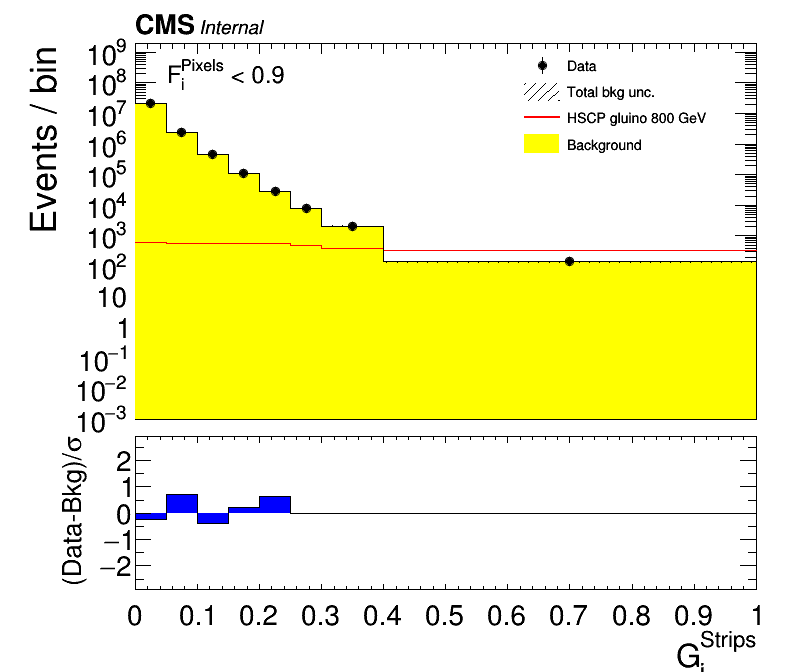 CMS Internal
F_i^Pixels < 0.9
Data
Total bkg unc.
HSCP gluino 800 GeV
Background
Events / bin
10^9
10^8
10^7
10^6
10^5
10^4
10^3
10^2
10
1
10^−1
10^−2
10^−3
(Data-Bkg)/σ
2
1
0
−1
−2
0 0.1 0.2 0.3 0.4 0.5 0.6 0.7 0.8 0.9 1
G_i^Strips